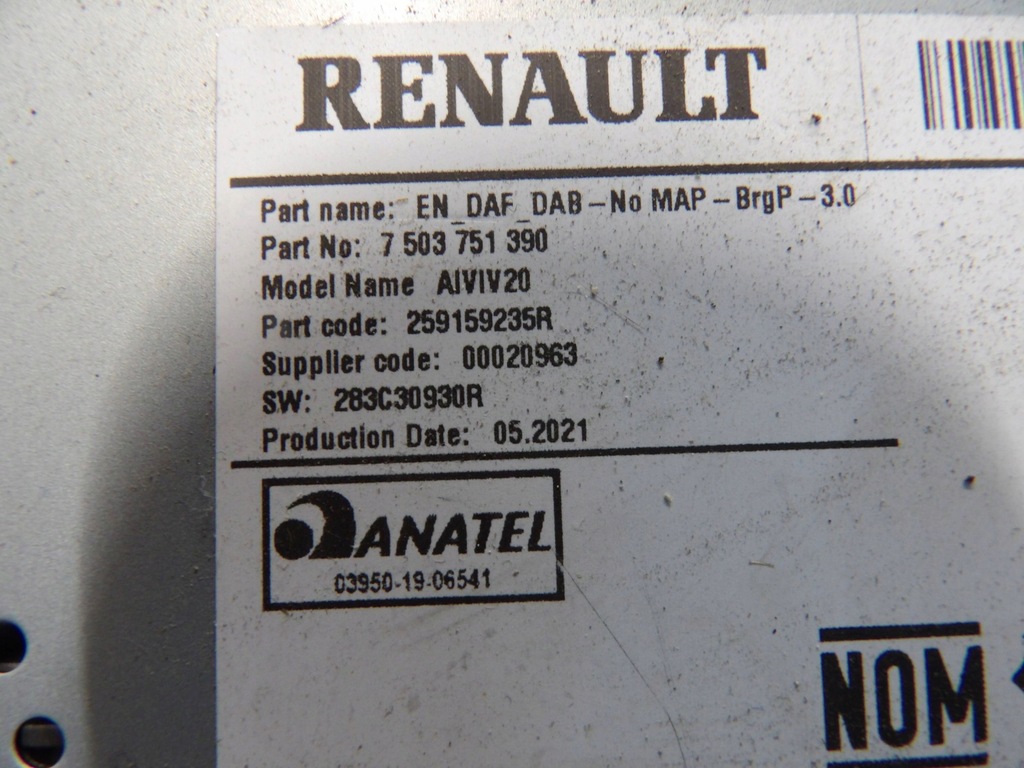 RENAULT
Part name: EN_DAF_DAB-No MAP-BrgP-3.0
Part No: 7 503 751 390
Model Name AIVIV20
Part code: 259159235R
Supplier code: 00020963
SW: 283C30930R
Production Date: 05.2021
ANATEL
03950-19-06541
NOM